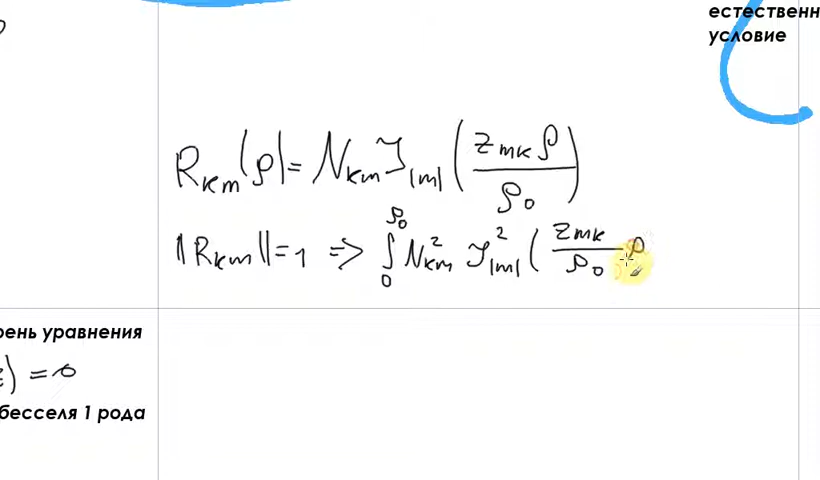 естественн
условие
R_{km}(ρ) = N_{km} J_{|m|} (z_{mk} ρ / ρ_0)
||R_{km}|| = 1 => ∫_0^{ρ_0} N_{km}^2 J_{|m|}^2 (z_{mk} / ρ_0 ρ
рень уравнения
) = 0
бесселя 1 рода